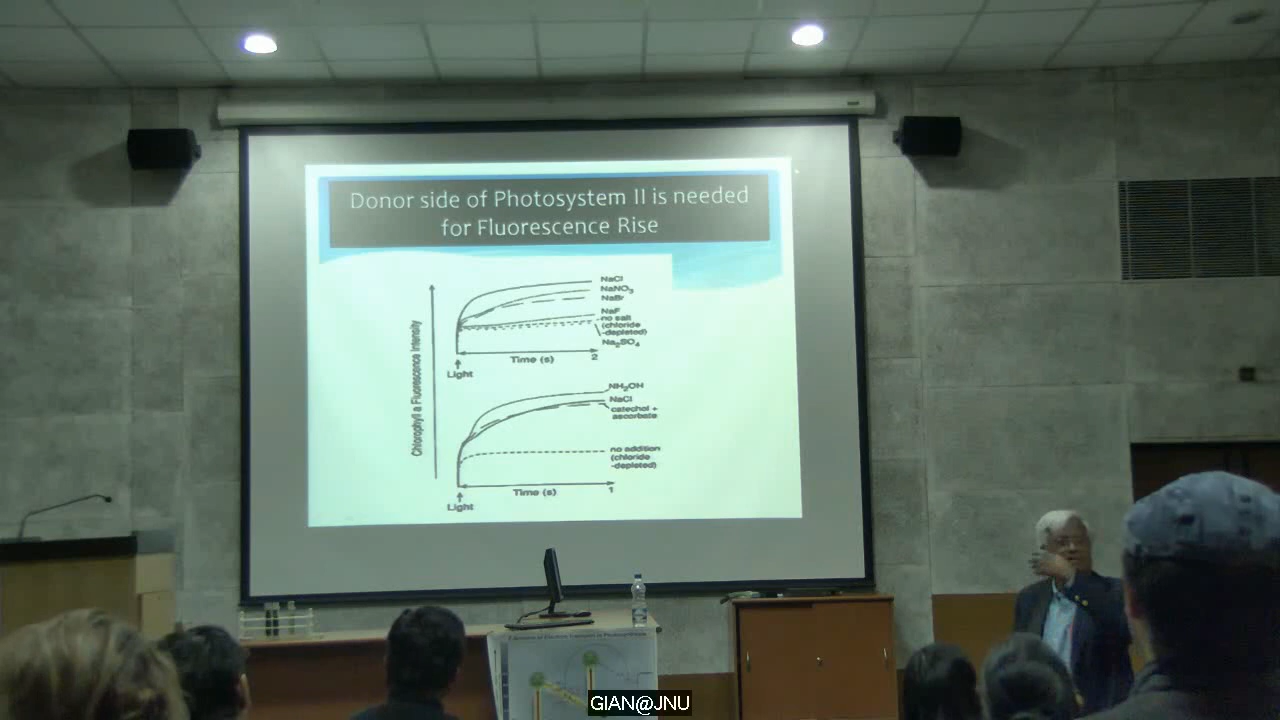 Donor side of Photosystem II is needed
for Fluorescence Rise
Chlorophyll a Fluorescence Intensity
NaCl
NaNO₃
NaBr
NaF
no salt
(chloride
-depleted)
Na₂SO₄
Time (s)
2
Light
NH₂OH
NaCl
catechol +
ascorbate
no addition
(chloride
-depleted)
Time (s)
1
Light
GIAN@JNU